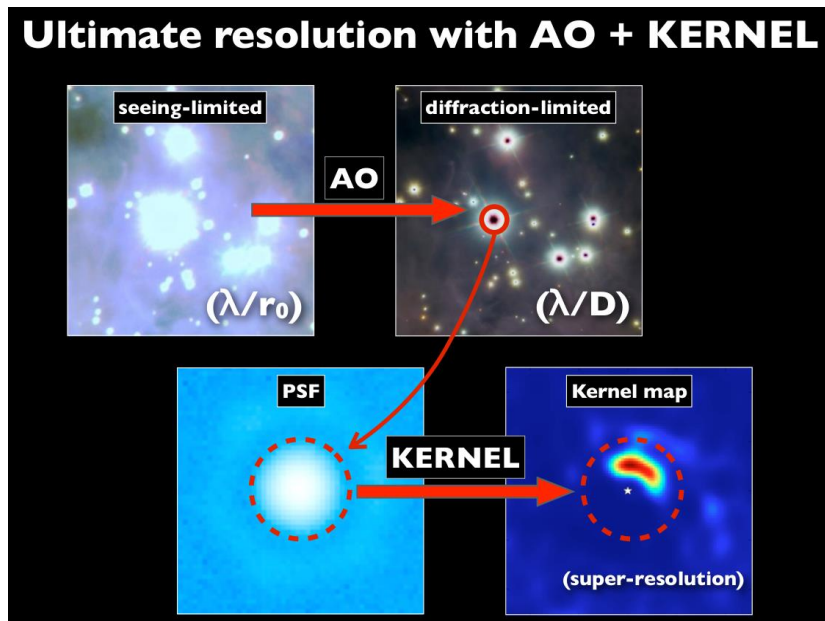 Ultimate resolution with AO + KERNEL
seeing-limited
diffraction-limited
AO
(λ/r₀)
(λ/D)
PSF
Kernel map
KERNEL
(super-resolution)